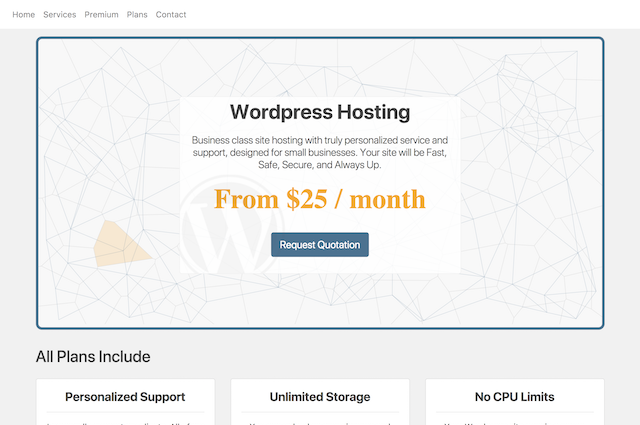 Home Services Premium Plans Contact
Wordpress Hosting
Business class site hosting with truly personalized service and
support, designed for small businesses. Your site will be Fast,
Safe, Secure, and Always Up.
From $25 / month
Request Quotation
All Plans Include
Personalized Support Unlimited Storage No CPU Limits